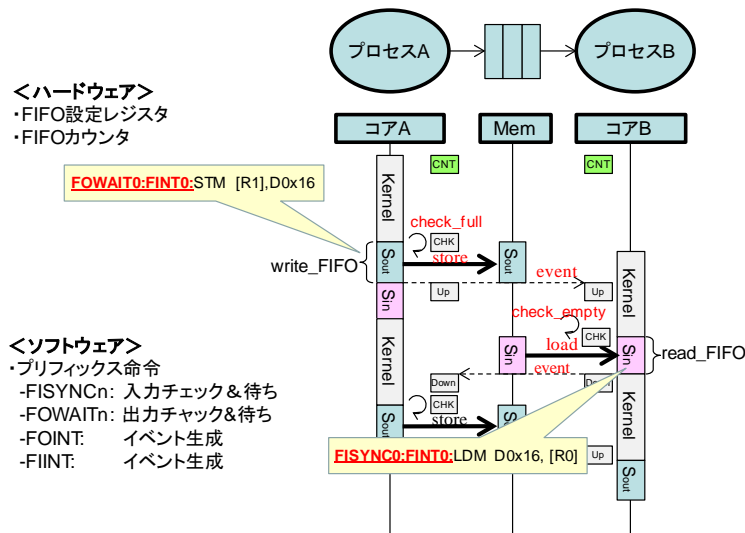 プロセスA
プロセスB
＜ハードウェア＞
・FIFO設定レジスタ
・FIFOカウンタ
コアA
Mem
コアB
CNT
CNT
FOWAIT0:FINT0:STM [R1],D0x16
Kernel
check_full
CHK
write_FIFO
Sout
store
Sout
event
Kernel
Sin
Up
Up
check_empty
CHK
＜ソフトウェア＞
・プリフィックス命令
-FISYNCn: 入力チェック＆待ち
-FOWAITn: 出力チャック&待ち
-FOINT: イベント生成
-FIINT: イベント生成
Kernel
Sin
load
Sin
read_FIFO
event
Down
CHK
Sout
store
Kernel
FISYNC0:FINT0:LDM D0x16, [R0]
Up
Sout